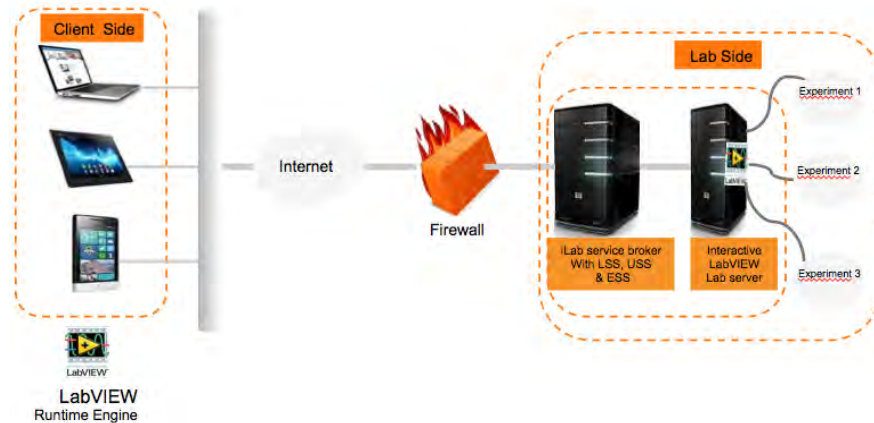 Client Side
Lab Side
Experiment 1
Internet
Experiment 2
Firewall
iLab service broker
With LSS, USS
& ESS
Interactive
LabVIEW
Lab server
Experiment 3
LabVIEW
LabVIEW
Runtime Engine